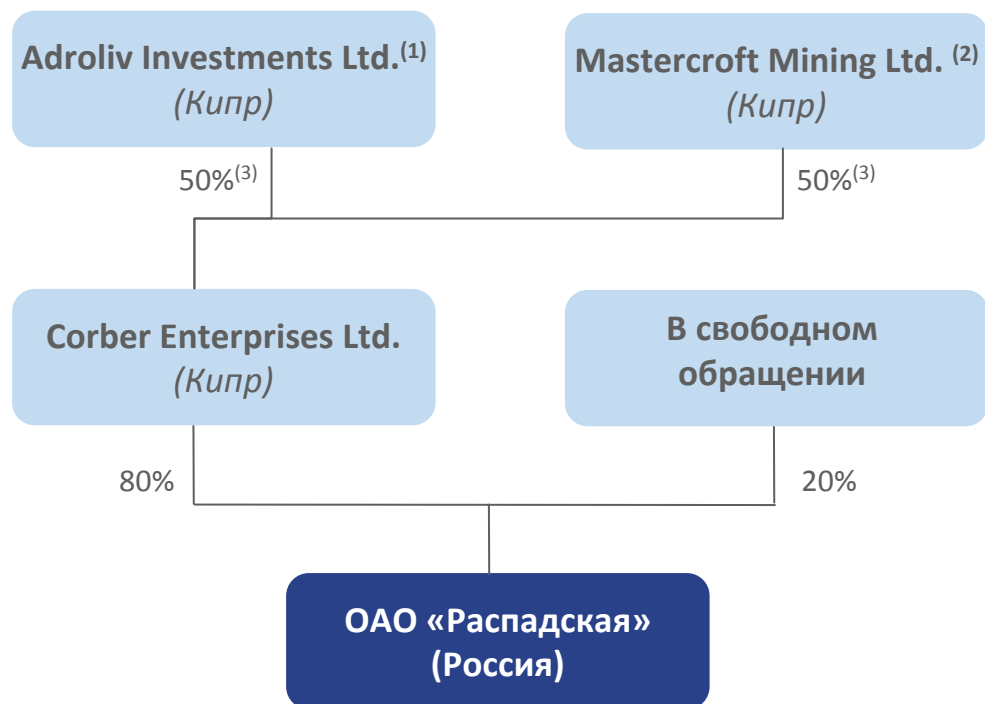 Adroliv Investments Ltd.(1)
(Кипр)
Mastercroft Mining Ltd. (2)
(Кипр)
50%(3)
50%(3)
Corber Enterprises Ltd.
(Кипр)
В свободном
обращении
80%
20%
ОАО «Распадская»
(Россия)